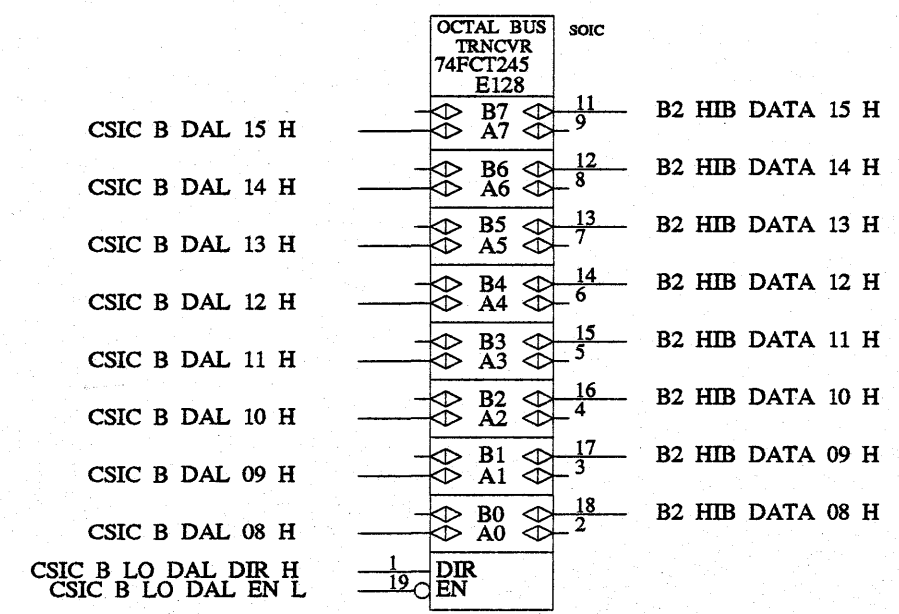 OCTAL BUS
TRNCVR
74FCT245
E128
SOIC
B7 11 B2 HIB DATA 15 H
CSIC B DAL 15 H A7 9
B6 12 B2 HIB DATA 14 H
CSIC B DAL 14 H A6 8
B5 13 B2 HIB DATA 13 H
CSIC B DAL 13 H A5 7
B4 14 B2 HIB DATA 12 H
CSIC B DAL 12 H A4 6
B3 15 B2 HIB DATA 11 H
CSIC B DAL 11 H A3 5
B2 16 B2 HIB DATA 10 H
CSIC B DAL 10 H A2 4
B1 17 B2 HIB DATA 09 H
CSIC B DAL 09 H A1 3
B0 18 B2 HIB DATA 08 H
CSIC B DAL 08 H A0 2
CSIC B LO DAL DIR H 1 DIR
CSIC B LO DAL EN L 19 EN